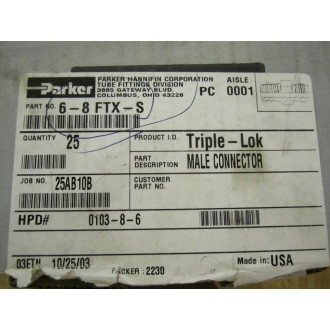 Parker
PARKER HANNIFIN CORPORATION
TUBE FITTINGS DIVISION
3885 GATEWAY BLVD.
COLUMBUS, OHIO 43228
PC
AISLE
0001
PART NO. 6-8 FTX-S
QUANTITY 25
PRODUCT I.D. Triple-Lok
PART DESCRIPTION MALE CONNECTOR
JOB NO. 25AB10B
CUSTOMER PART NO.
HPD# 0103-8-6
03ETN 10/25/03
PACKER: 2230
Made in: USA